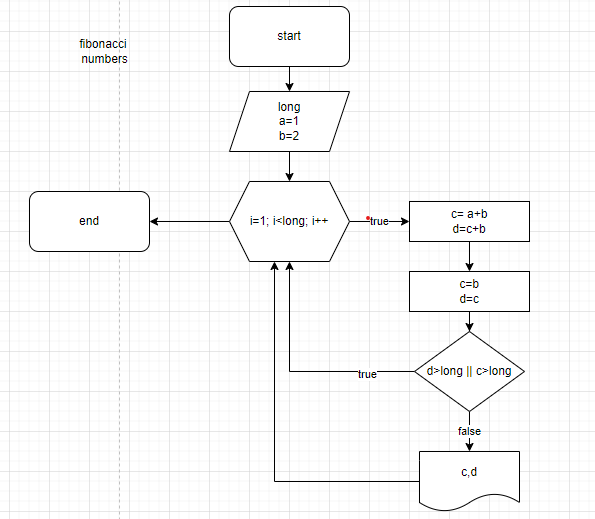 fibonacci
numbers
start
long
a=1
b=2
end
i=1; i<long; i++
true
c= a+b
d=c+b
c=b
d=c
d>long || c>long
true
false
c,d